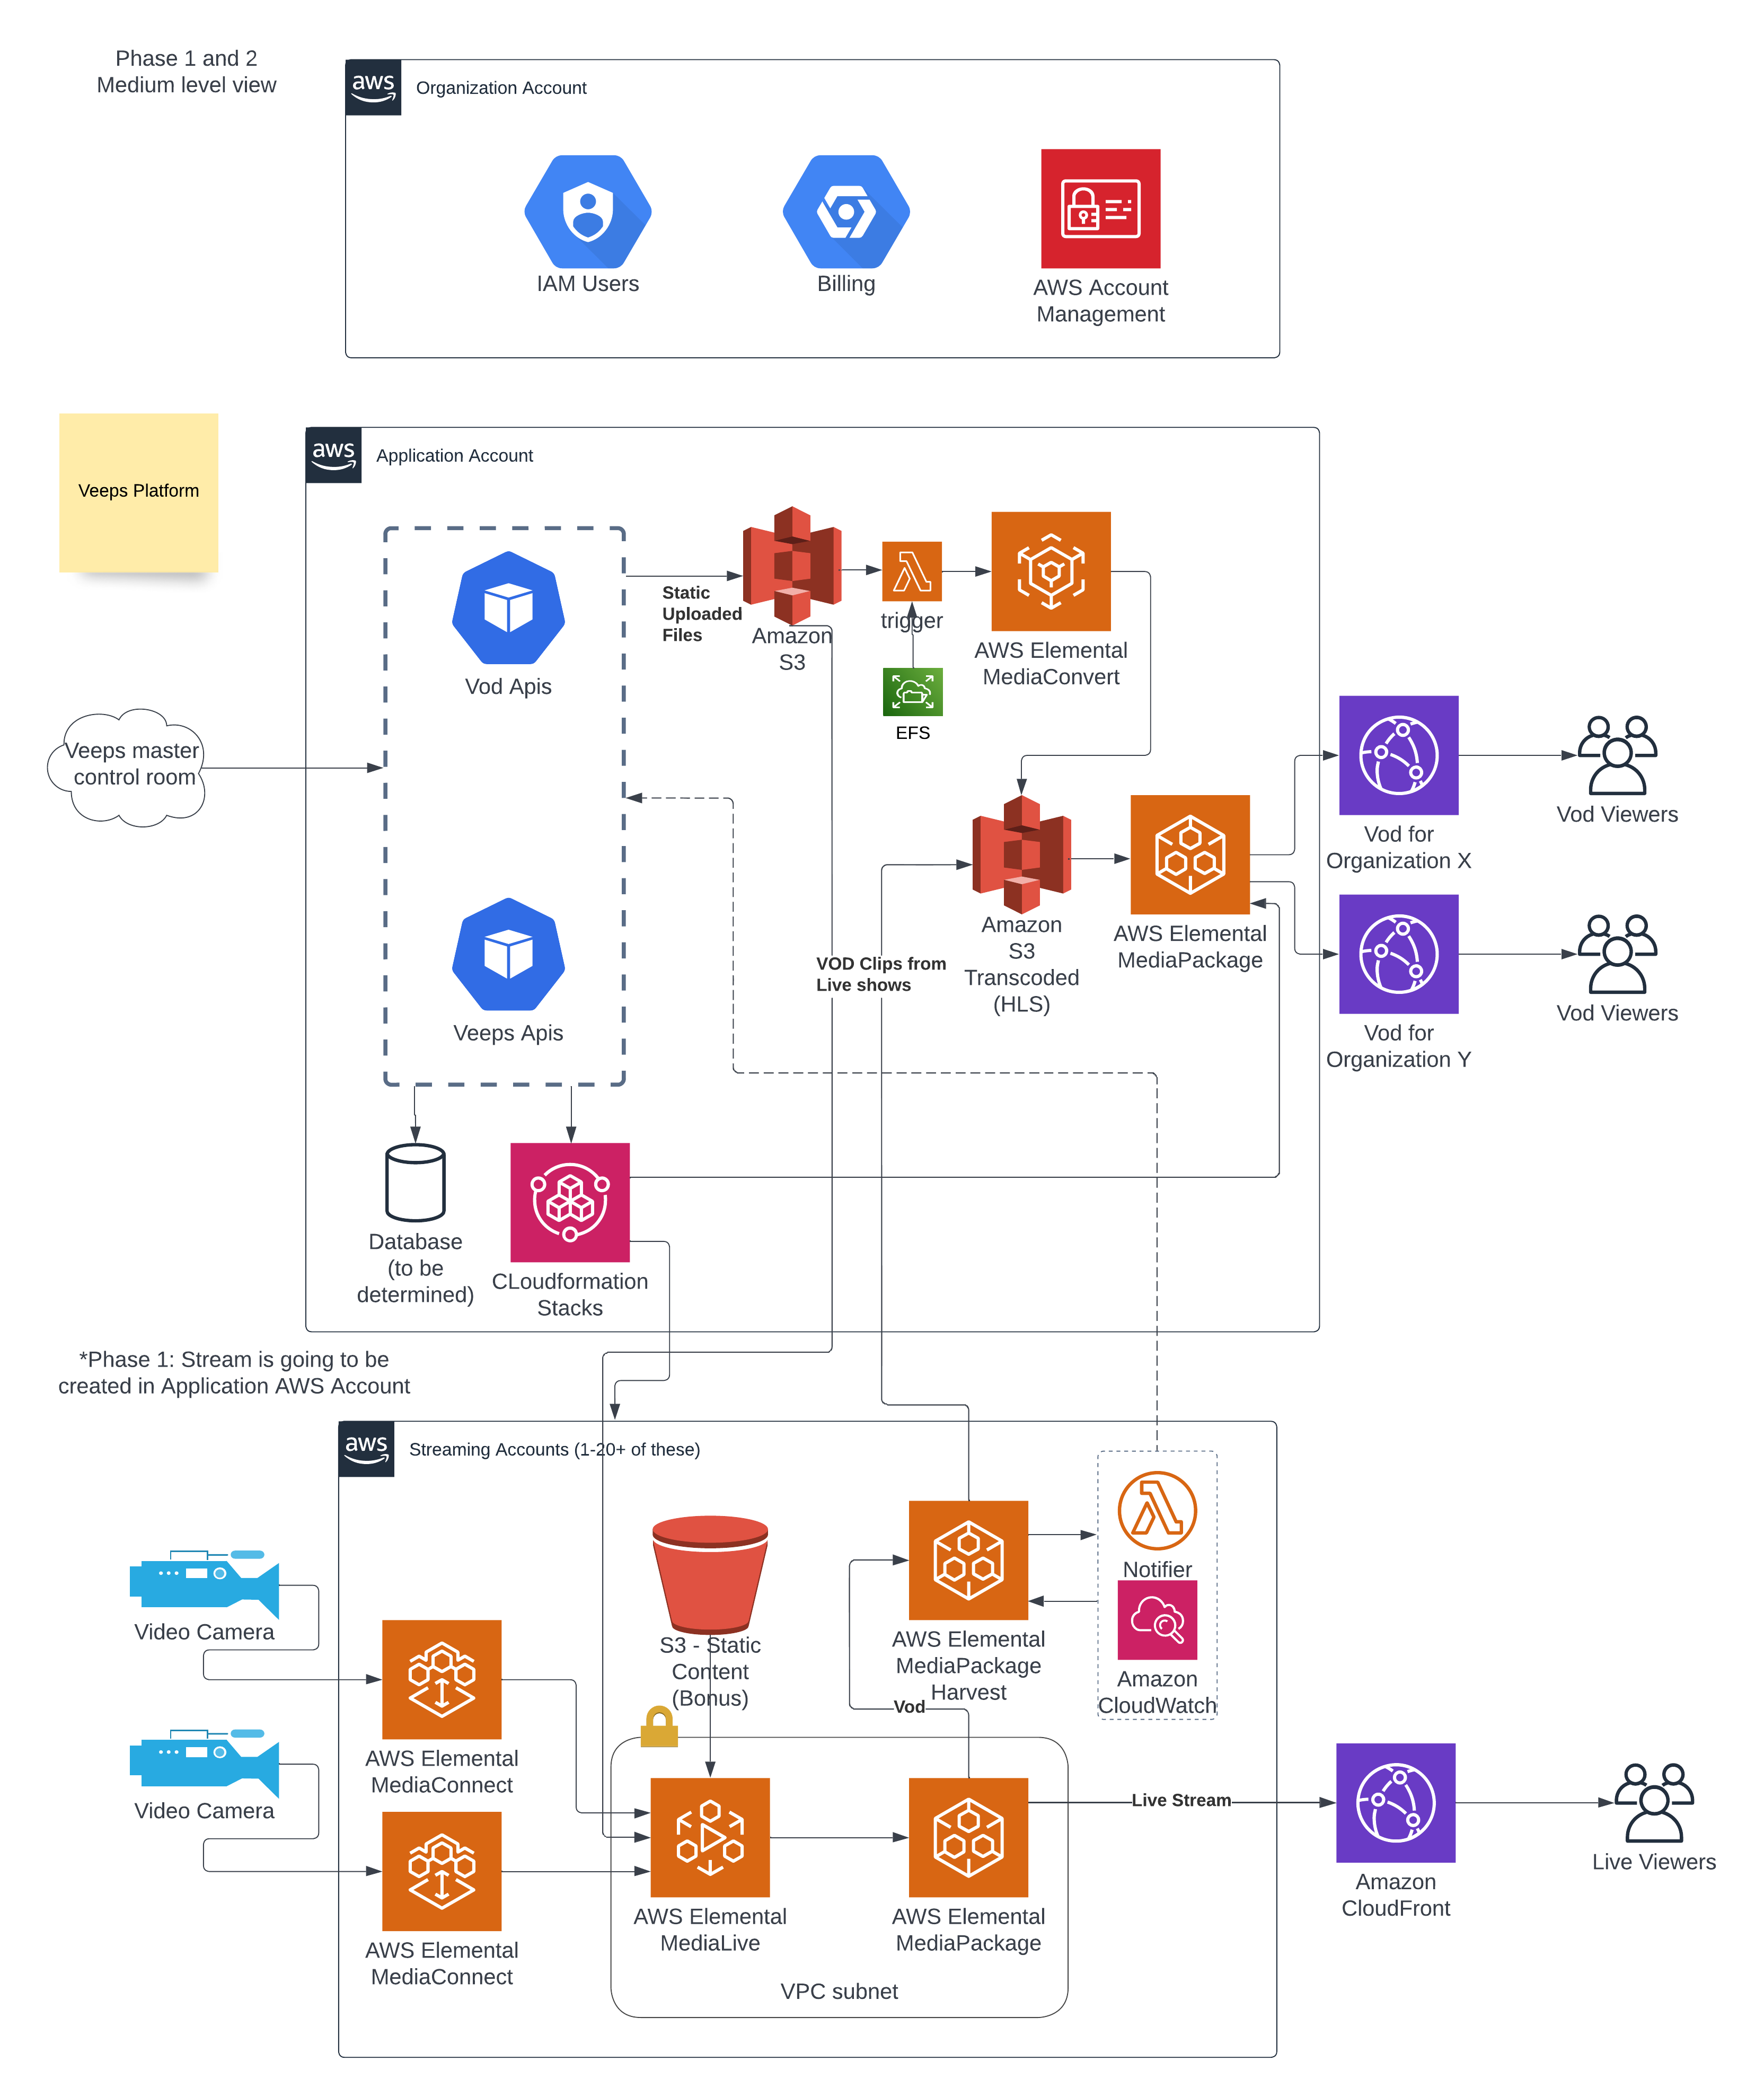 Phase 1 and 2
Medium level view
aws
Organization Account
IAM Users
Billing
AWS Account
Management
Veeps Platform
aws
Application Account
Vod Apis
Static
Uploaded
Files
Amazon
S3
trigger
AWS Elemental
MediaConvert
EFS
Veeps master
control room
Vod for
Organization X
Vod Viewers
Veeps Apis
VOD Clips from
Live shows
Amazon
S3
Transcoded
(HLS)
AWS Elemental
MediaPackage
Vod for
Organization Y
Vod Viewers
Database
(to be
determined)
CLoudformation
Stacks
*Phase 1: Stream is going to be
created in Application AWS Account
aws
Streaming Accounts (1-20+ of these)
Video Camera
Video Camera
AWS Elemental
MediaConnect
AWS Elemental
MediaConnect
S3 - Static
Content
(Bonus)
AWS Elemental
MediaPackage
Harvest
Notifier
Amazon
CloudWatch
Vod
AWS Elemental
MediaLive
AWS Elemental
MediaPackage
VPC subnet
Live Stream
Amazon
CloudFront
Live Viewers